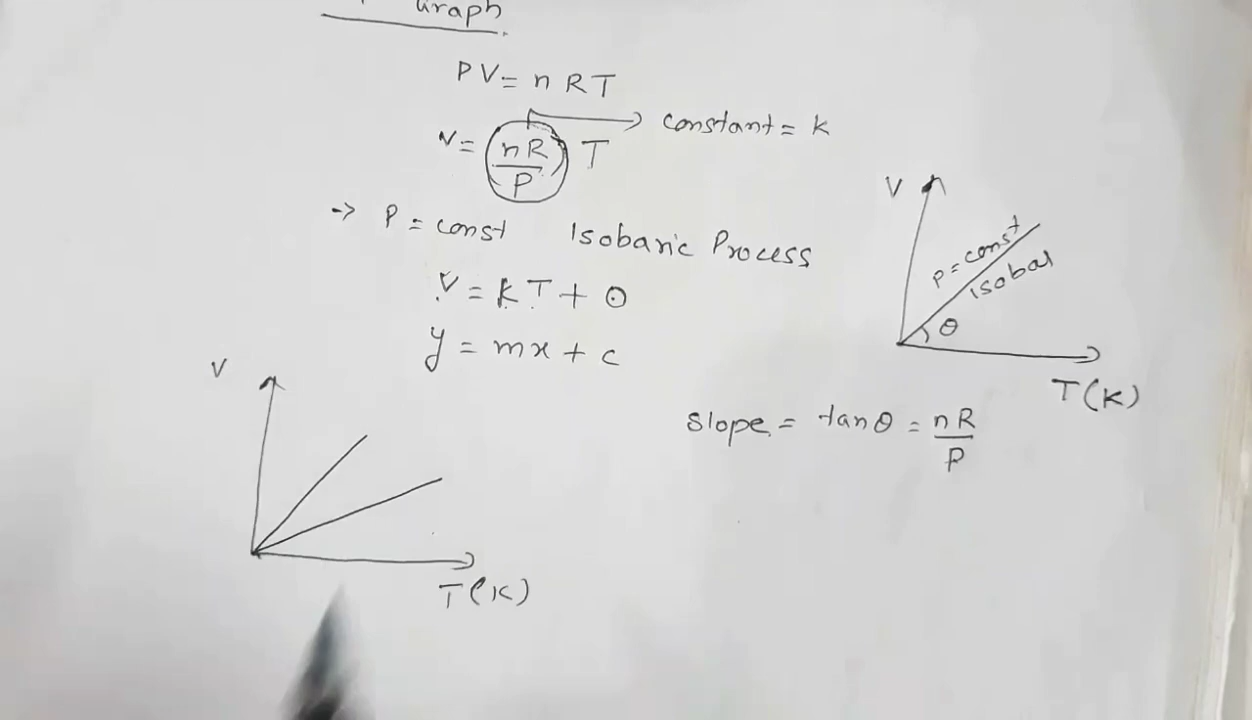 Graph
PV = nRT
V = nR/P T → constant = K
→ P = const Isobaric Process
V = KT + 0
y = mx + c
V
P = const
isobal
θ
T(K)
slope = tanθ = nR/P
V
T(K)